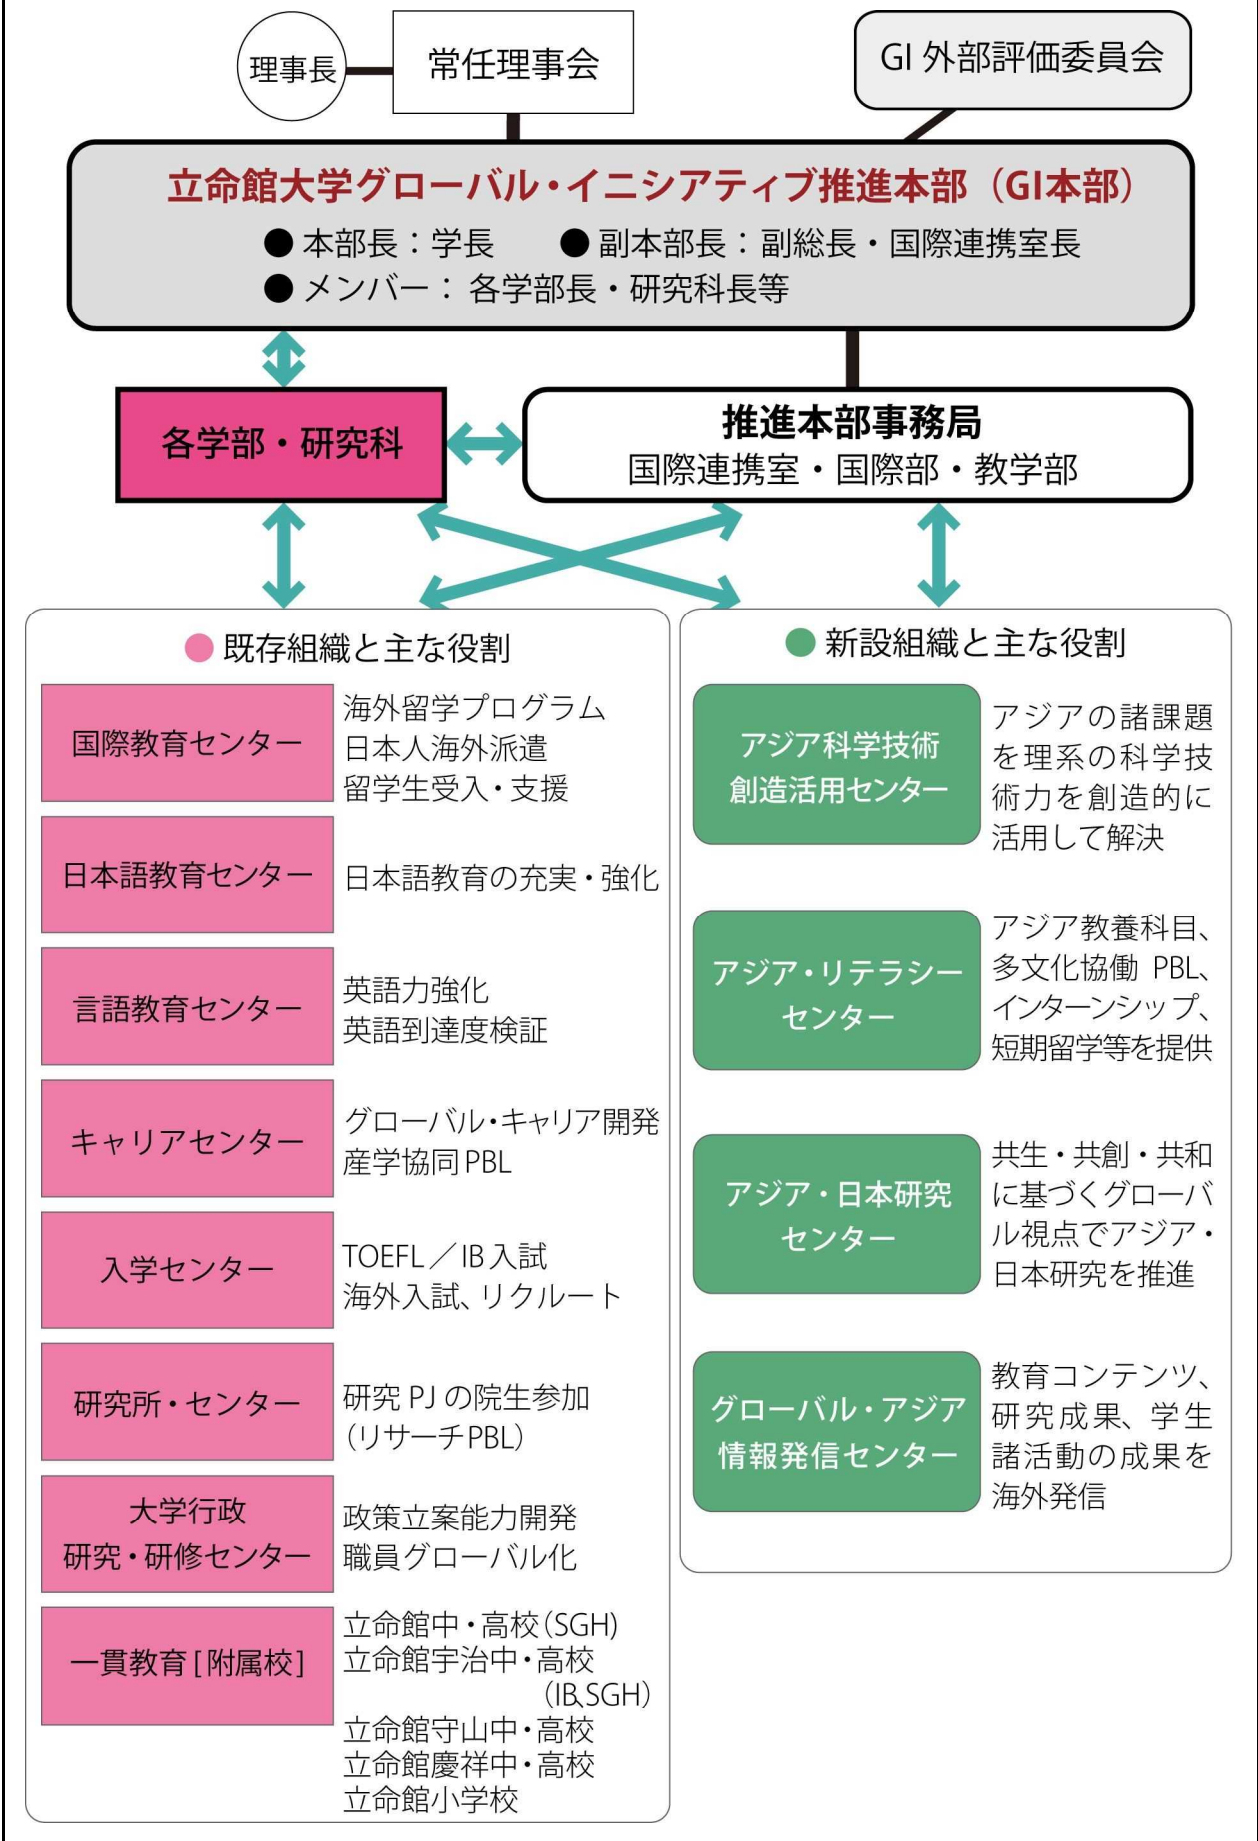 理事長
常任理事会
GI 外部評価委員会
立命館大学グローバル・イニシアティブ推進本部（GI本部）
● 本部長：学長 ● 副本部長：副総長・国際連携室長
● メンバー：各学部長・研究科長等
各学部・研究科
推進本部事務局
国際連携室・国際部・教学部
● 既存組織と主な役割
国際教育センター
海外留学プログラム
日本人海外派遣
留学生受入・支援
日本語教育センター
日本語教育の充実・強化
言語教育センター
英語力強化
英語到達度検証
キャリアセンター
グローバル・キャリア開発
産学協同PBL
入学センター
TOEFL／IB入試
海外入試、リクルート
研究所・センター
研究 PJ の院生参加
（リサーチPBL）
大学行政
研究・研修センター
政策立案能力開発
職員グローバル化
一貫教育[附属校]
立命館中・高校（SGH）
立命館宇治中・高校
（IB、SGH）
立命館守山中・高校
立命館慶祥中・高校
立命館小学校
● 新設組織と主な役割
アジア科学技術
創造活用センター
アジアの諸課題
を理系の科学技
術力を創造的に
活用して解決
アジア・リテラシー
センター
アジア教養科目、
多文化協働 PBL、
インターンシップ、
短期留学等を提供
アジア・日本研究
センター
共生・共創・共和
に基づくグローバ
ル視点でアジア・
日本研究を推進
グローバル・アジア
情報発信センター
教育コンテンツ、
研究成果、学生
諸活動の成果を
海外発信